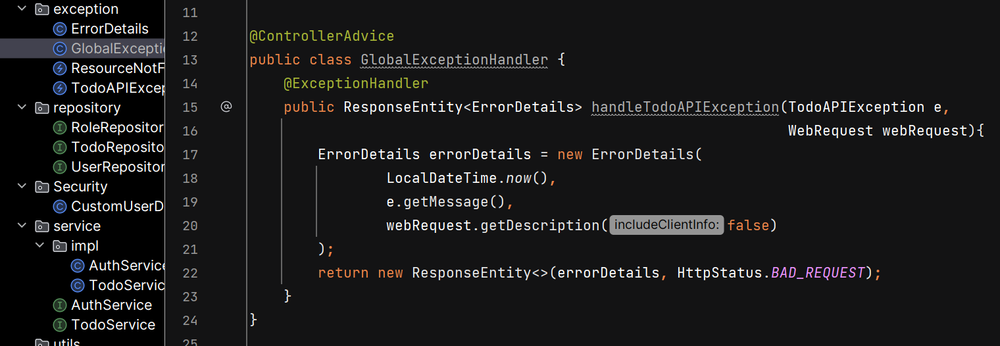 exception
ErrorDetails
GlobalExcepti
ResourceNotF
TodoAPIExcep
repository
RoleRepositor
TodoReposito
UserRepositor
Security
CustomUserD
service
impl
AuthService
TodoServic
AuthService
TodoService
utils
11
12 @ControllerAdvice
13 public class GlobalExceptionHandler {
14 @ExceptionHandler
15 @ public ResponseEntity<ErrorDetails> handleTodoAPIException(TodoAPIException e,
16 WebRequest webRequest){
17 ErrorDetails errorDetails = new ErrorDetails(
18 LocalDateTime.now(),
19 e.getMessage(),
20 webRequest.getDescription( includeClientInfo: false)
21 );
22 return new ResponseEntity<>(errorDetails, HttpStatus.BAD_REQUEST);
23 }
24 }
25